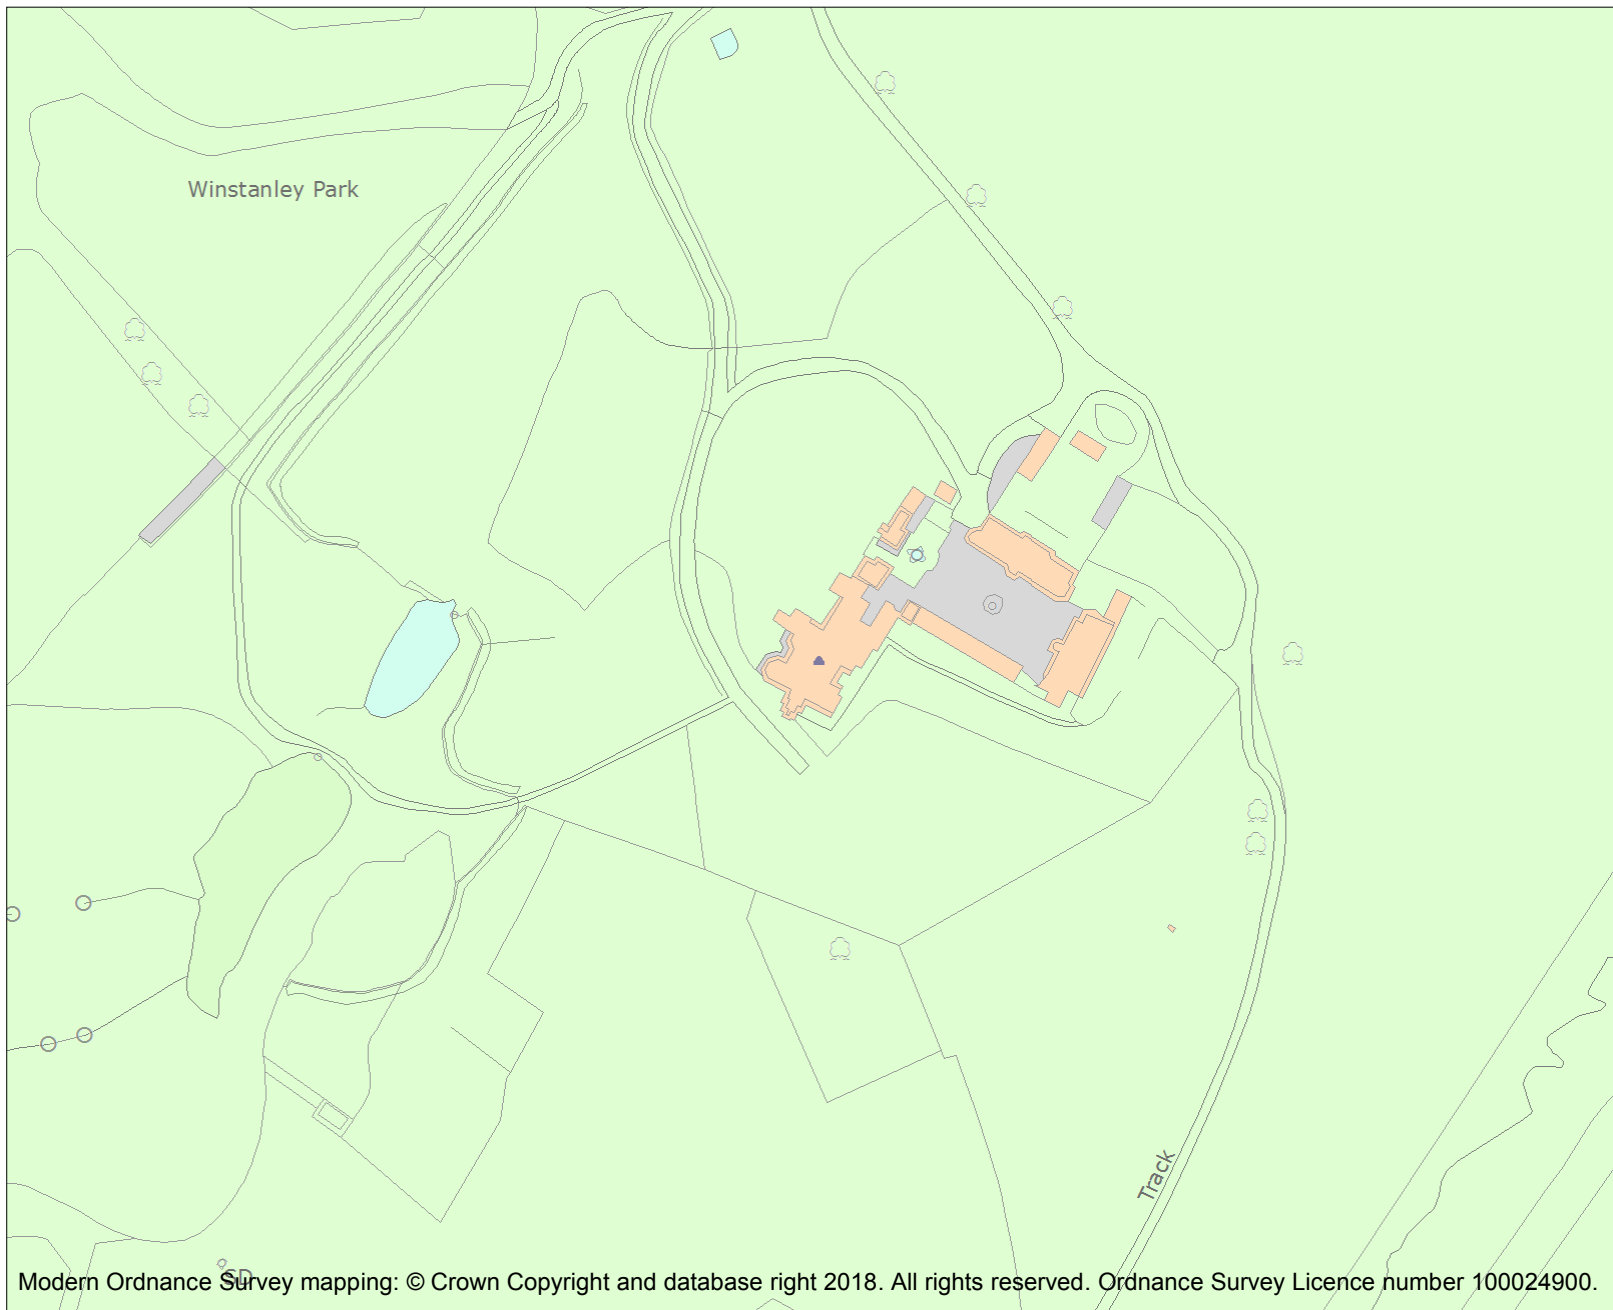 Winstanley Park
Track
SD
Modern Ordnance Survey mapping: © Crown Copyright and database right 2018. All rights reserved. Ordnance Survey Licence number 100024900.